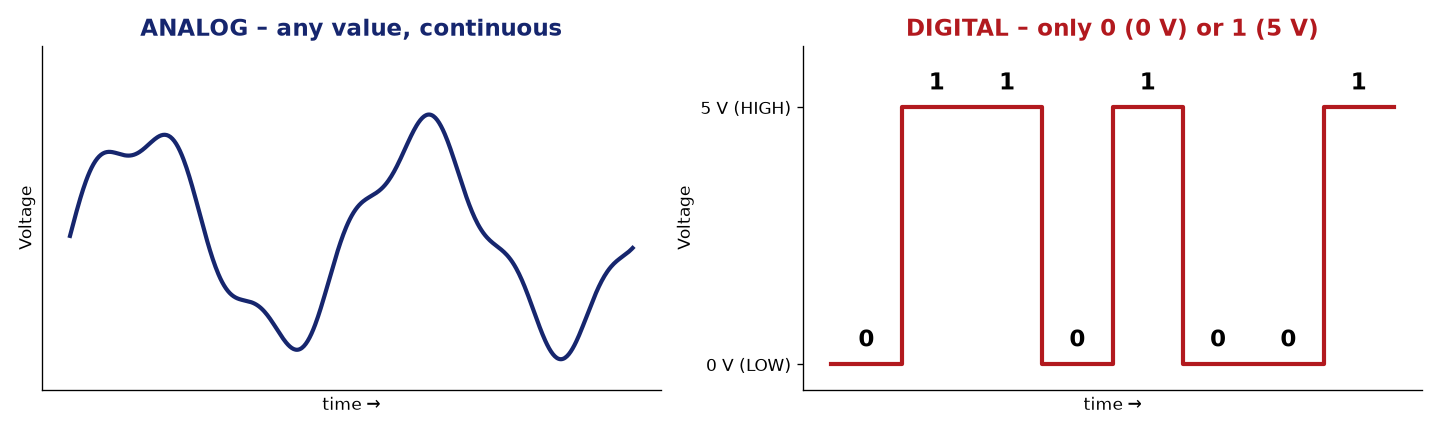 ANALOG – any value, continuous
Voltage
time →
DIGITAL – only 0 (0 V) or 1 (5 V)
Voltage
5 V (HIGH)
0 V (LOW)
0 1 1 0 1 0 0 1
time →